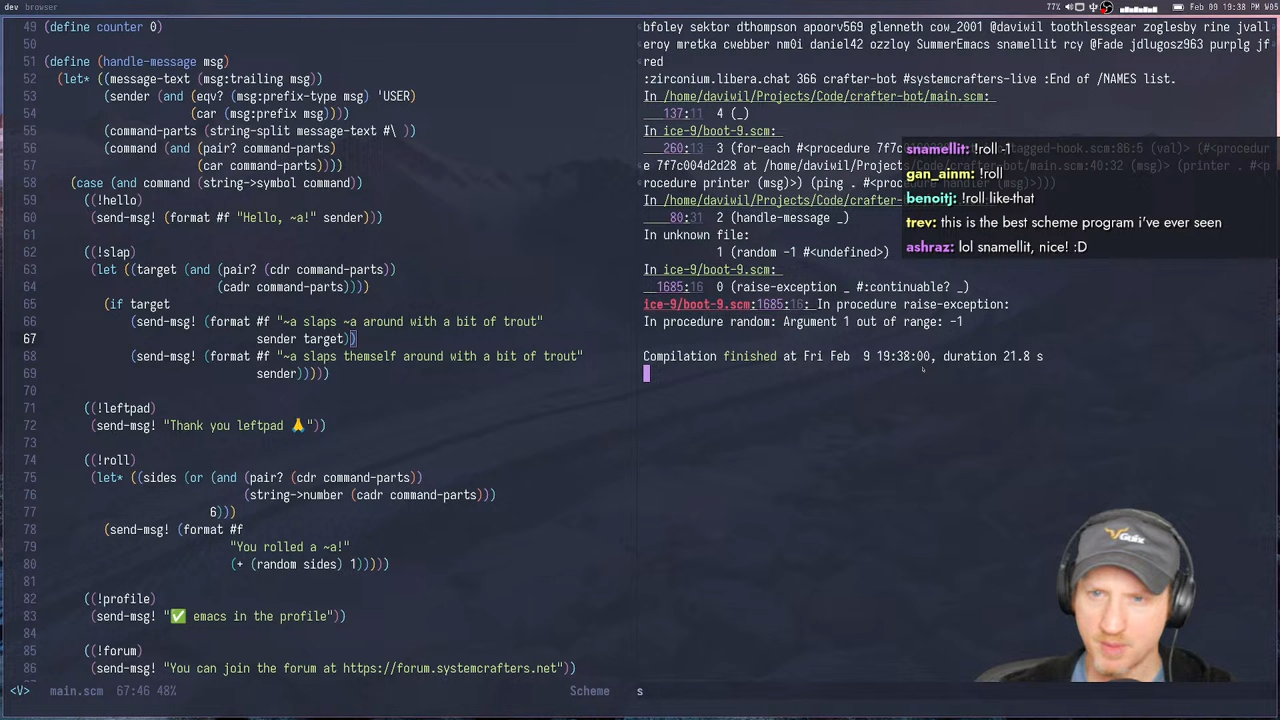 dev browser
77% Feb 09 19:38 PM W05
49 (define counter 0)
50
51 (define (handle-message msg)
52 (let* ((message-text (msg:trailing msg))
53 (sender (and (eqv? (msg:prefix-type msg) 'USER)
54 (car (msg:prefix msg))))
55 (command-parts (string-split message-text #\ ))
56 (command (and (pair? command-parts)
57 (car command-parts))))
58 (case (and command (string->symbol command))
59 ((!hello)
60 (send-msg! (format #f "Hello, ~a!" sender)))
61
62 ((!slap)
63 (let ((target (and (pair? (cdr command-parts))
64 (cadr command-parts))))
65 (if target
66 (send-msg! (format #f "~a slaps ~a around with a bit of trout"
67 sender target))
68 (send-msg! (format #f "~a slaps themself around with a bit of trout"
69 sender)))))
70
71 ((!leftpad)
72 (send-msg! "Thank you leftpad 🙏"))
73
74 ((!roll)
75 (let* ((sides (or (and (pair? (cdr command-parts))
76 (string->number (cadr command-parts)))
77 6)))
78 (send-msg! (format #f
79 "You rolled a ~a!"
80 (+ (random sides) 1)))))
81
82 ((!profile)
83 (send-msg! "✅ emacs in the profile"))
84
85 ((!forum)
86 (send-msg! "You can join the forum at https://forum.systemcrafters.net"))
<V> main.scm 67:46 48% Scheme
bfoley sektor dthompson apoorv569 glenneth cow_2001 @daviwil toothlessgear zoglesby rine jvall
eroy mretka cwebber nm0i daniel42 ozzloy SummerEmacs snamellit rcy @Fade jdlugosz963 purplg jf
red
:zirconium.libera.chat 366 crafter-bot #systemcrafters-live :End of /NAMES list.
In /home/daviwil/Projects/Code/crafter-bot/main.scm:
137:11 4 (_)
In ice-9/boot-9.scm:
260:13 3 (for-each #<procedure 7f7c tagged-hook.scm:86:5 (val)> (#<procedur
e 7f7c004d2d28 at /home/daviwil/Projects/Code/crafter-bot/main.scm:40:32 (msg)> (printer . #<p
rocedure printer (msg)>) (ping . #<procedure handler (msg)>)))
In /home/daviwil/Projects/Code/crafter-bot/
80:31 2 (handle-message _)
In unknown file:
1 (random -1 #<undefined>)
In ice-9/boot-9.scm:
1685:16 0 (raise-exception _ #:continuable? _)
ice-9/boot-9.scm:1685:16: In procedure raise-exception:
In procedure random: Argument 1 out of range: -1
Compilation finished at Fri Feb 9 19:38:00, duration 21.8 s
s
snamellit: !roll -1
gan_ainm: !roll
benoitj: !roll like-that
trev: this is the best scheme program i've ever seen
ashraz: lol snamellit, nice! :D
Guix